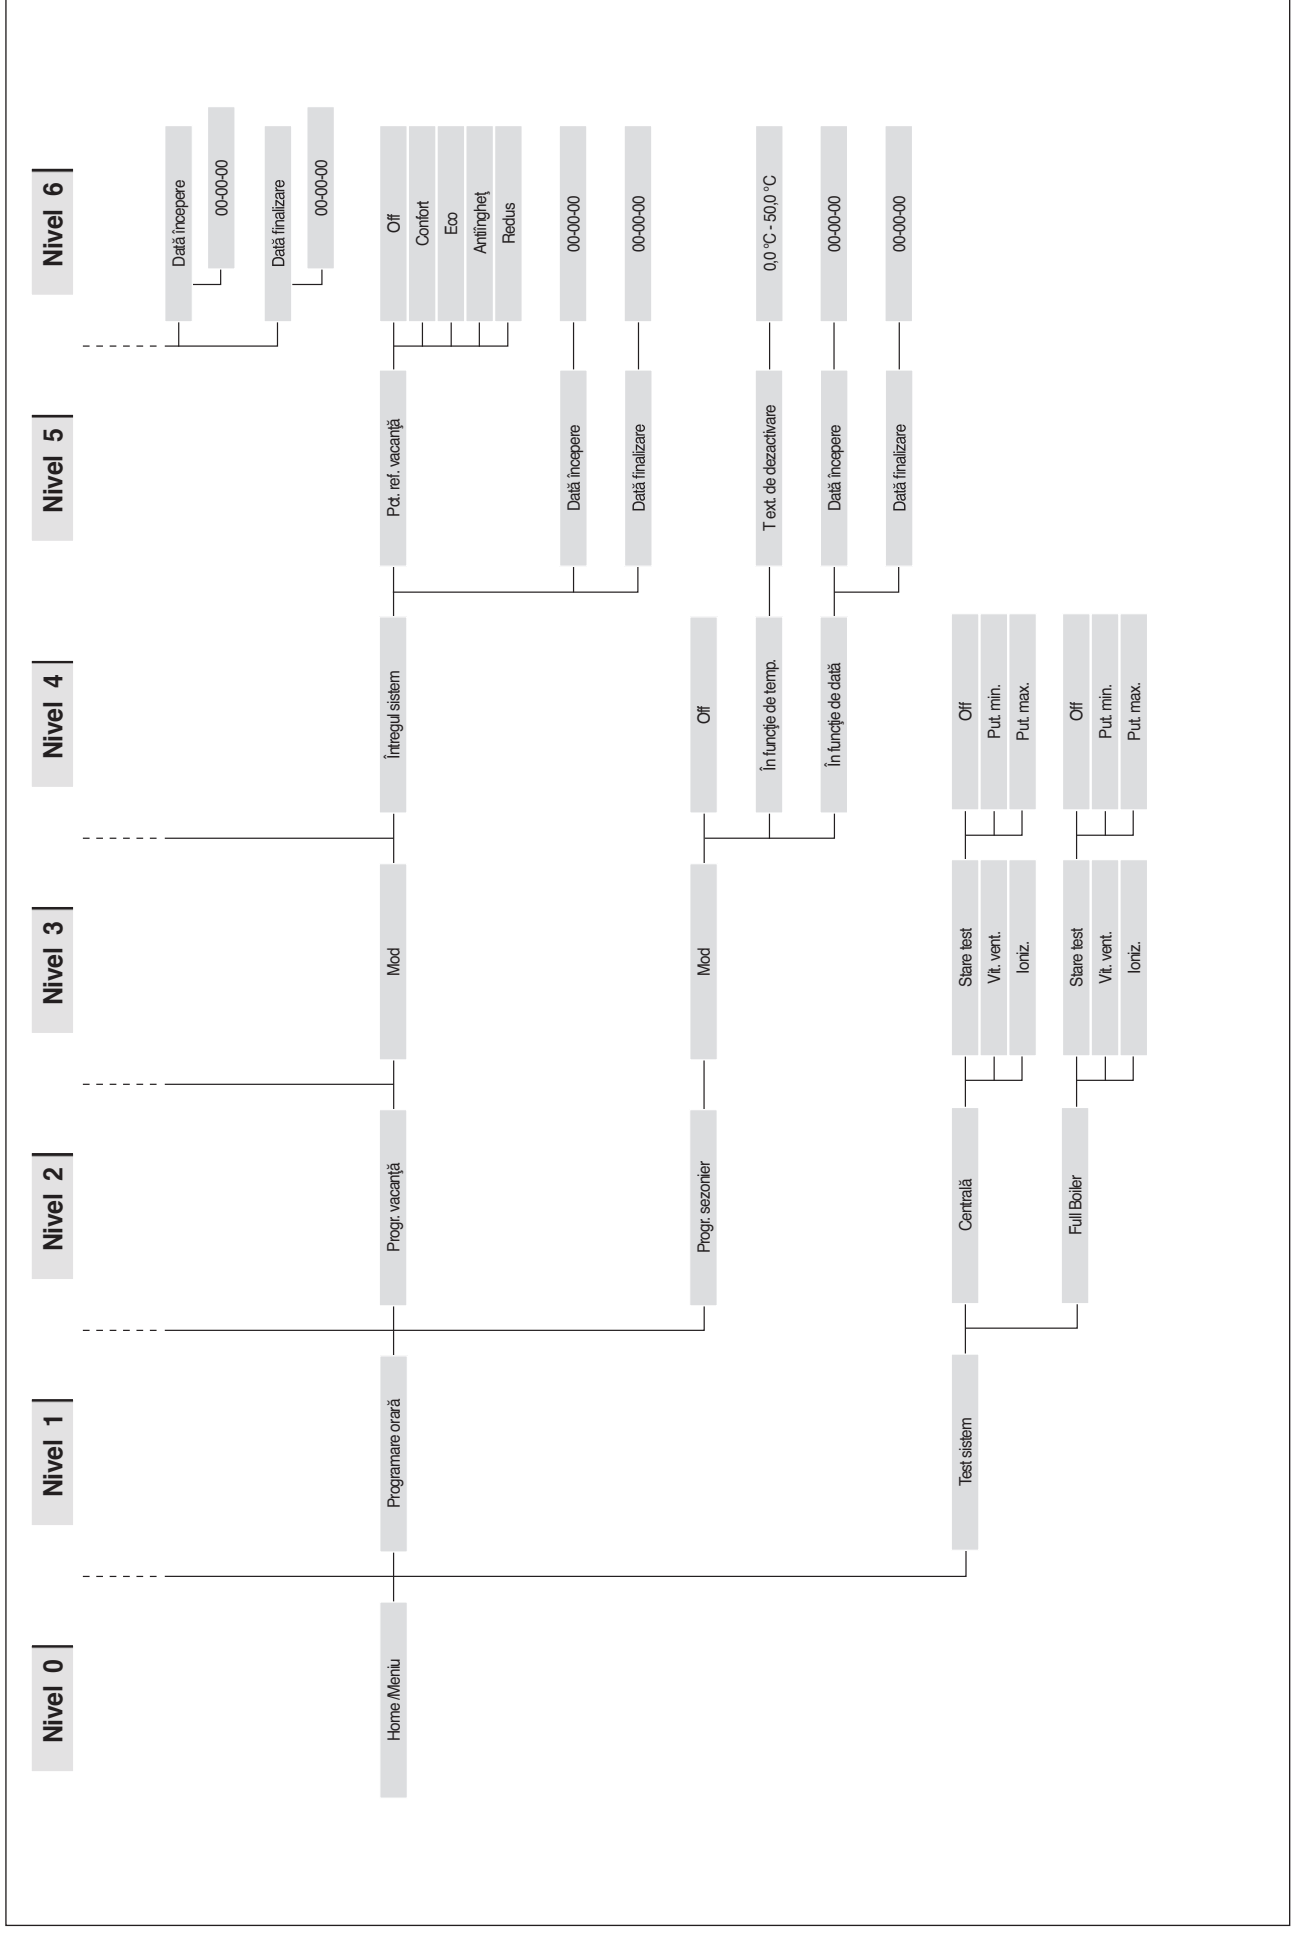 Nivel 0
Nivel 1
Nivel 2
Nivel 3
Nivel 4
Nivel 5
Nivel 6
Dată începere
00-00-00
Dată finalizare
00-00-00
Home /Meniu
Programare orară
Progr. vacanţă
Mod
Întregul sistem
Pct. ref. vacanţă
Off
Confort
Eco
Antiîngheţ
Redus
Dată începere
00-00-00
Dată finalizare
00-00-00
Progr. sezonier
Mod
Off
În funcţie de temp.
T ext. de dezactivare
0,0 °C - 50,0 °C
În funcţie de dată
Dată începere
00-00-00
Dată finalizare
00-00-00
Test sistem
Centrală
Stare test
Off
Vit. vent.
Put. min.
Ioniz.
Put. max.
Full Boiler
Stare test
Off
Vit. vent.
Put. min.
Ioniz.
Put. max.